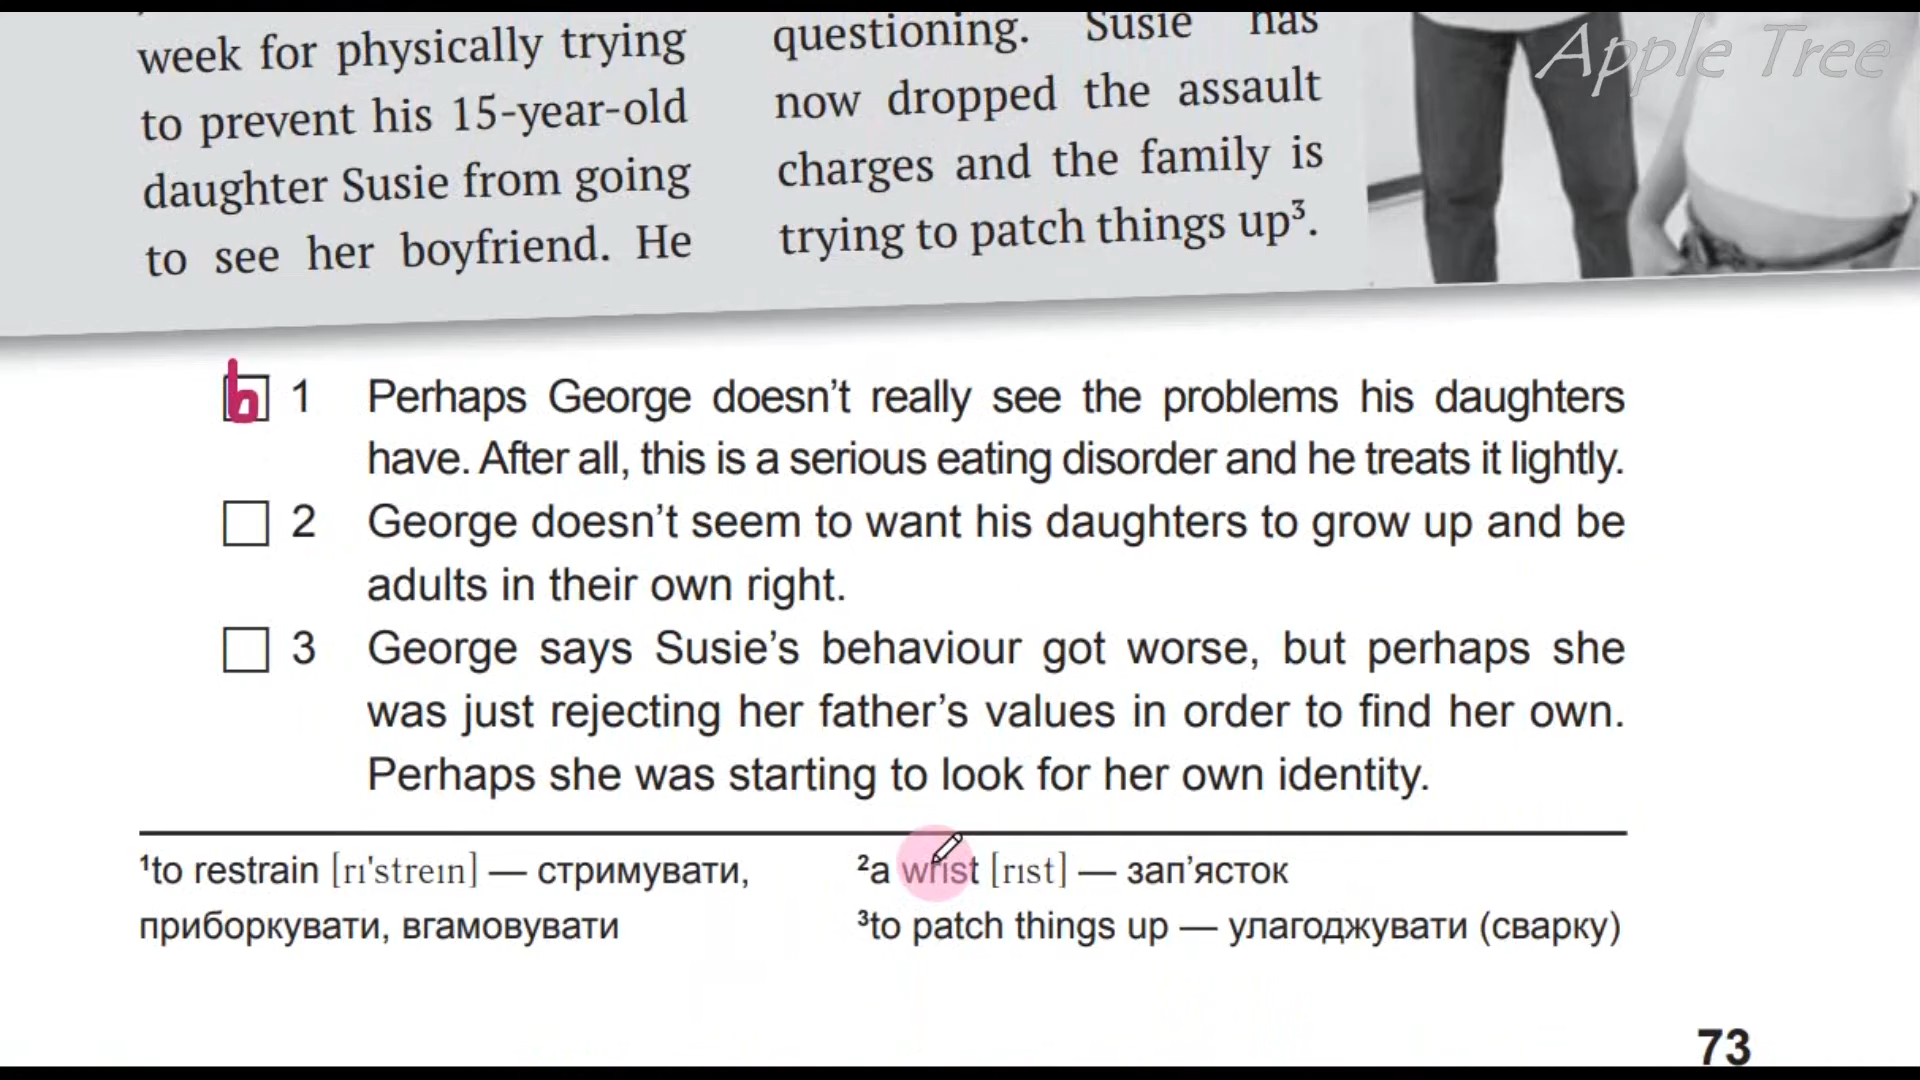 Apple Tree
week for physically trying
to prevent his 15-year-old
daughter Susie from going
to see her boyfriend. He
questioning. Susie has
now dropped the assault
charges and the family is
trying to patch things up³.
b 1 Perhaps George doesn’t really see the problems his daughters
have. After all, this is a serious eating disorder and he treats it lightly.
2 George doesn’t seem to want his daughters to grow up and be
adults in their own right.
3 George says Susie’s behaviour got worse, but perhaps she
was just rejecting her father’s values in order to find her own.
Perhaps she was starting to look for her own identity.
¹to restrain [rɪ'streɪn] — стримувати,
приборкувати, вгамовувати
²a wrist [rɪst] — зап’ясток
³to patch things up — улагоджувати (сварку)
73